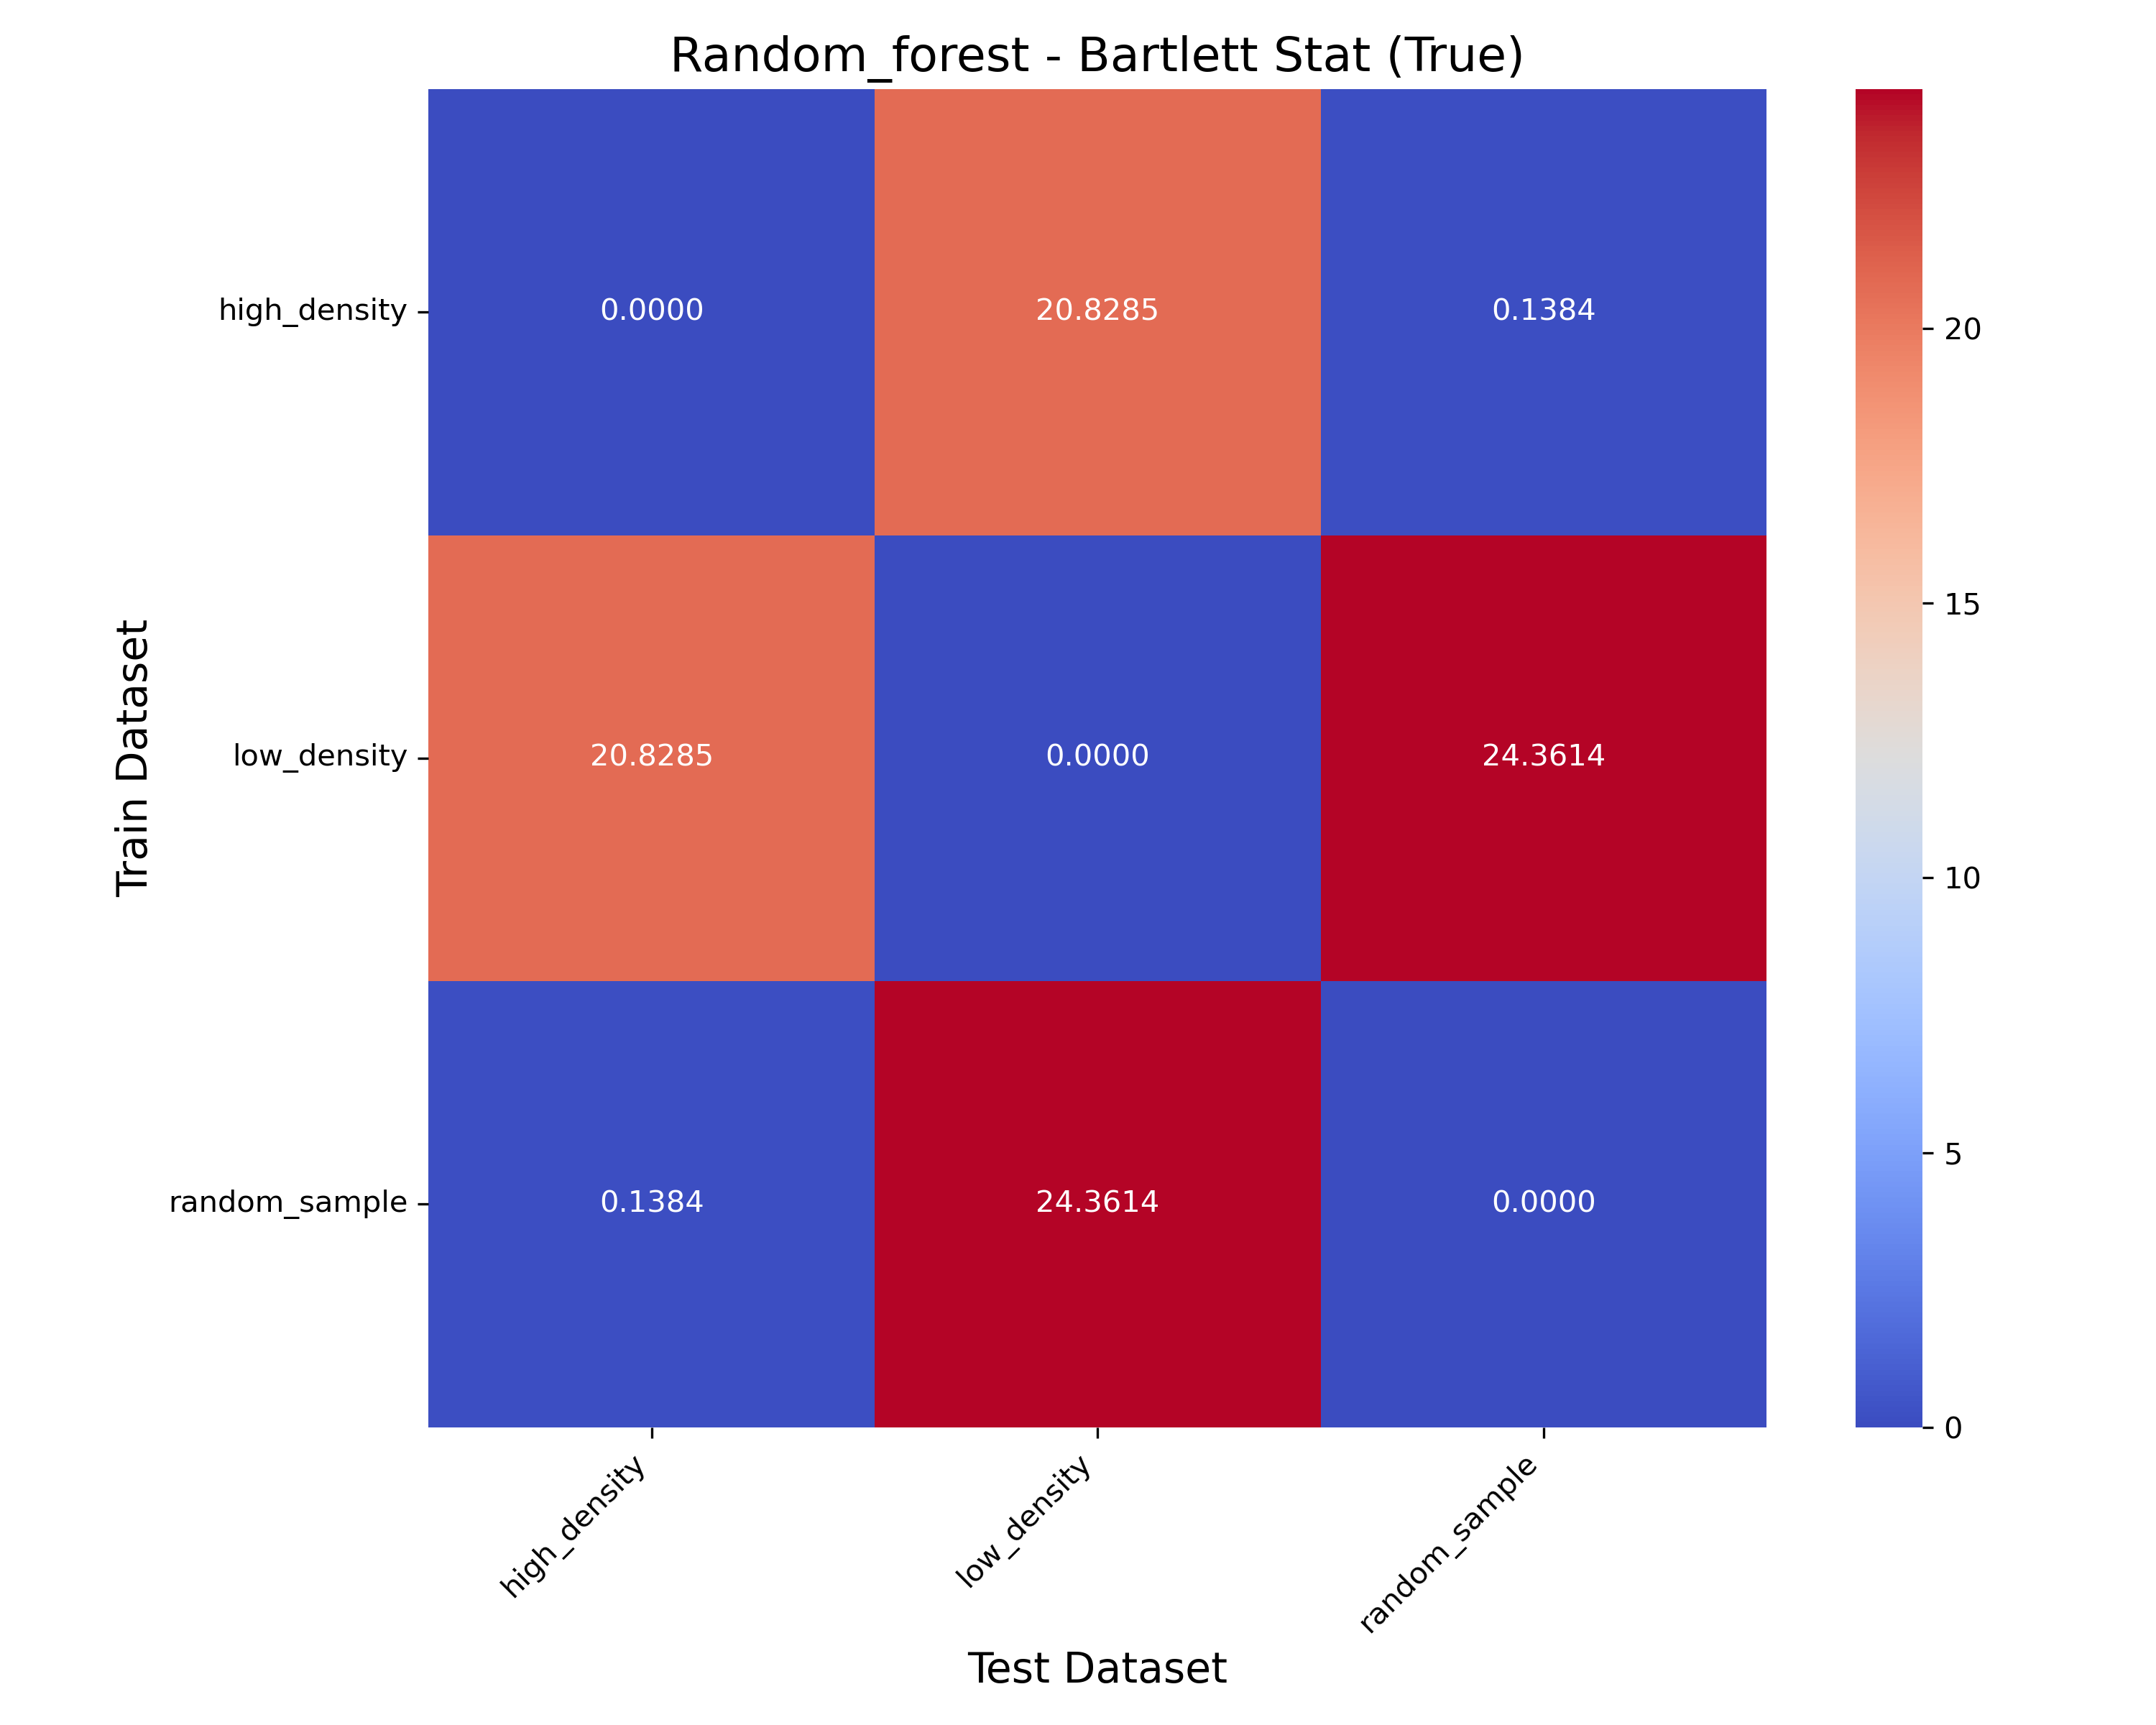 Random_forest - Bartlett Stat (True)
Train Dataset
high_density
0.0000
20.8285
0.1384
low_density
20.8285
0.0000
24.3614
random_sample
0.1384
24.3614
0.0000
high_density
low_density
random_sample
Test Dataset
20
15
10
5
0